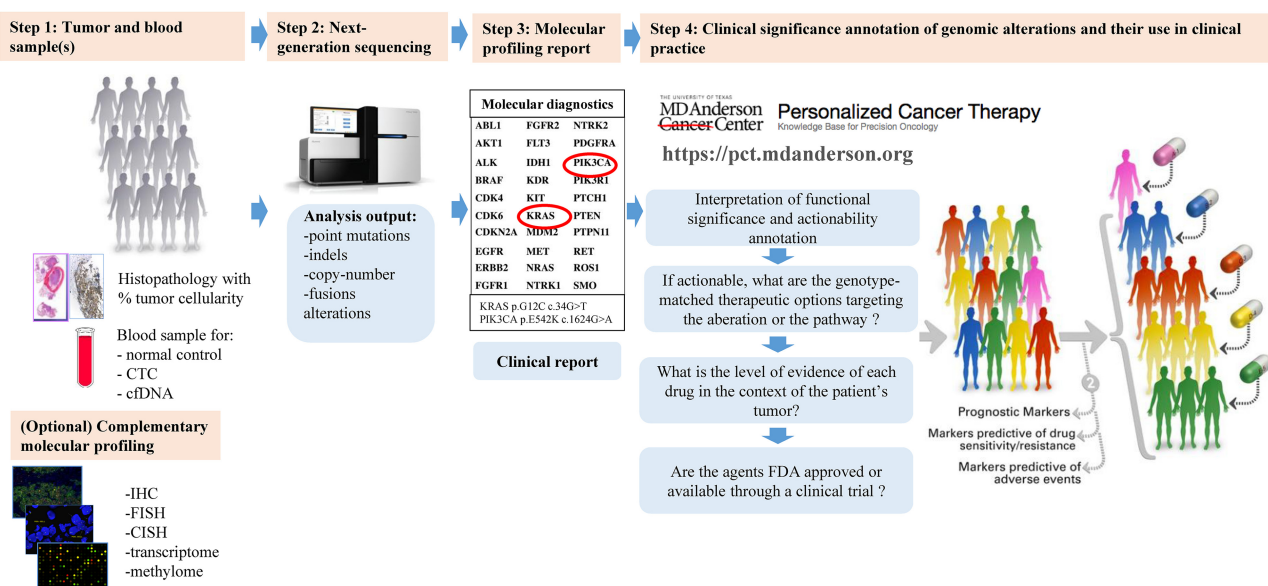 Step 1: Tumor and blood
sample(s)
Step 2: Next-
generation sequencing
Step 3: Molecular
profiling report
Step 4: Clinical significance annotation of genomic alterations and their use in clinical
practice
Histopathology with
% tumor cellularity
Blood sample for:
- normal control
- CTC
- cfDNA
(Optional) Complementary
molecular profiling
-IHC
-FISH
-CISH
-transcriptome
-methylome
Analysis output:
-point mutations
-indels
-copy-number
-fusions
alterations
Molecular diagnostics
ABL1 FGFR2 NTRK2
AKT1 FLT3 PDGFRA
ALK IDH1 PIK3CA
BRAF KDR PIK3R1
CDK4 KIT PTCH1
CDK6 KRAS PTEN
CDKN2A MDM2 PTPN11
EGFR MET RET
ERBB2 NRAS ROS1
FGFR1 NTRK1 SMO
KRAS p.G12C c.34G>T
PIK3CA p.E542K c.1624G>A
Clinical report
THE UNIVERSITY OF TEXAS
MD Anderson
Cancer Center
Personalized Cancer Therapy
Knowledge Base for Precision Oncology
https://pct.mdanderson.org
Interpretation of functional
significance and actionability
annotation
If actionable, what are the genotype-
matched therapeutic options targeting
the aberation or the pathway ?
What is the level of evidence of each
drug in the context of the patient's
tumor?
Are the agents FDA approved or
available through a clinical trial ?
2
Prognostic Markers
Markers predictive of drug
sensitivity/resistance
Markers predictive of
adverse events